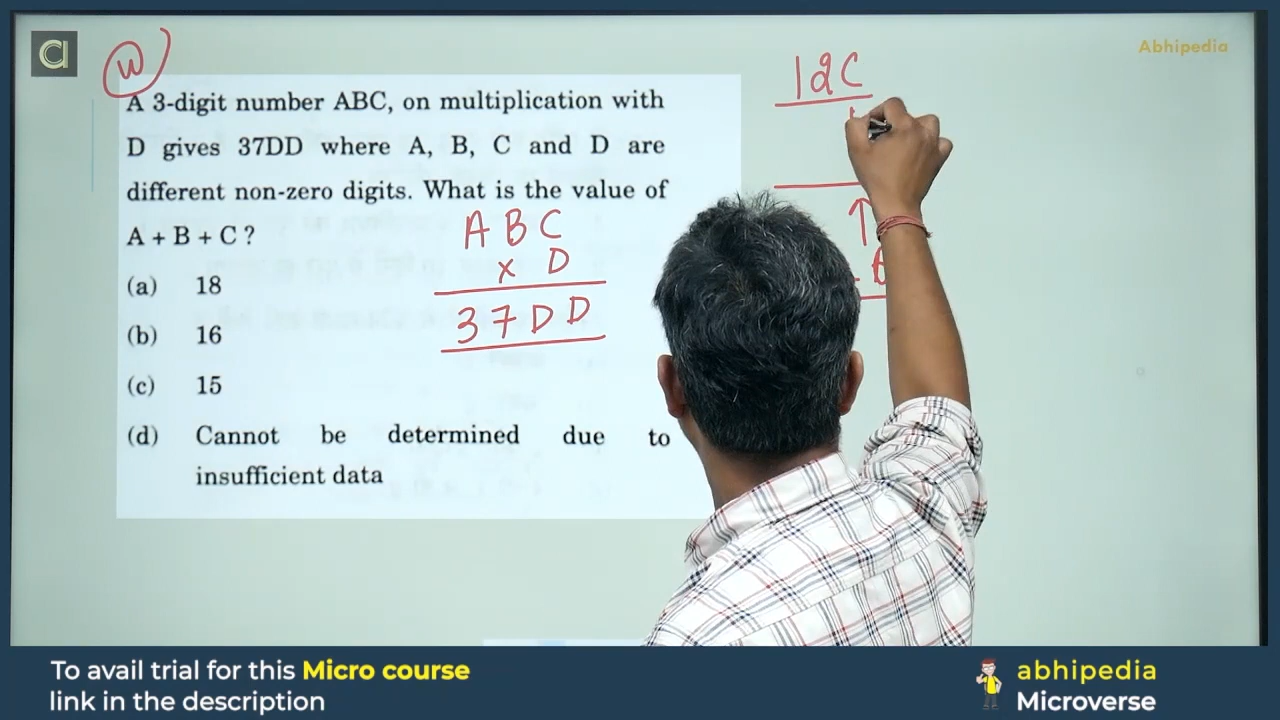 Abhipedia
W
A 3-digit number ABC, on multiplication with
D gives 37DD where A, B, C and D are
different non-zero digits. What is the value of
A + B + C ?
(a) 18
(b) 16
(c) 15
(d) Cannot be determined due to
insufficient data
A B C
x D
3 7 D D
12C
To avail trial for this Micro course
link in the description
abhipedia
Microverse